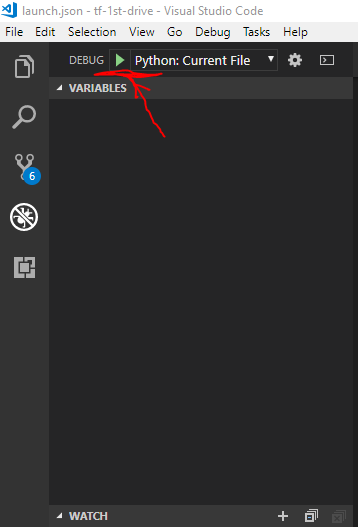 launch.json - tf-1st-drive - Visual Studio Code
File Edit Selection View Go Debug Tasks Help
DEBUG Python: Current File
VARIABLES
6
WATCH